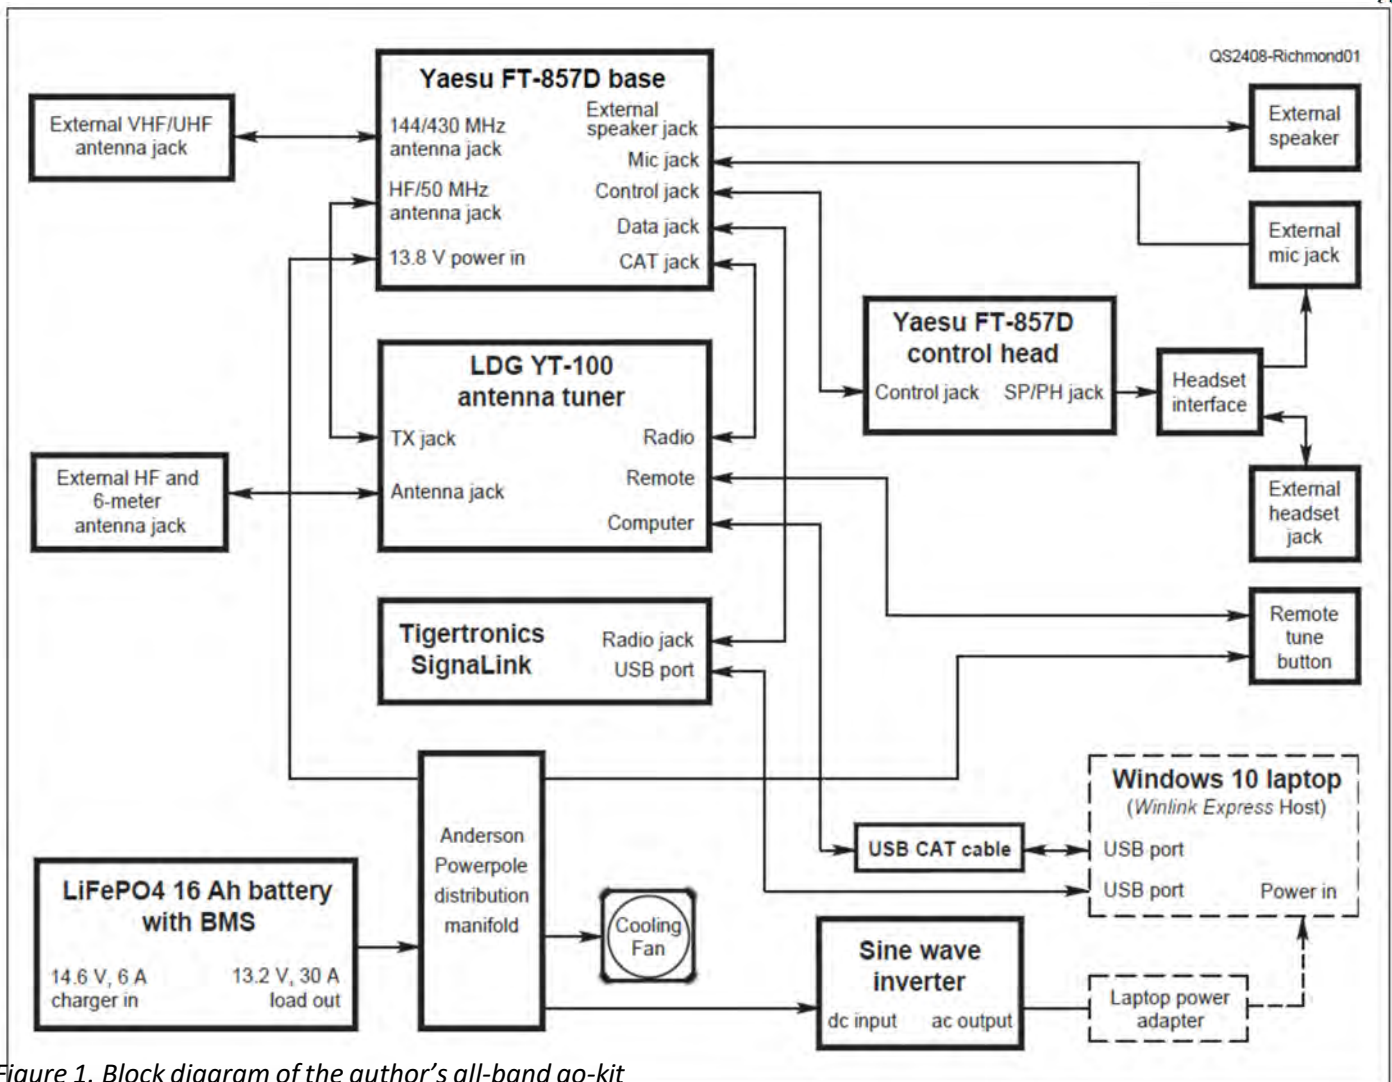 QS2408-Richmond01
Yaesu FT-857D base
144/430 MHz
antenna jack
HF/50 MHz
antenna jack
13.8 V power in
External
speaker jack
Mic jack
Control jack
Data jack
CAT jack
External VHF/UHF
antenna jack
External
speaker
External
mic jack
Yaesu FT-857D
control head
Control jack SP/PH jack
Headset
interface
External
headset
jack
LDG YT-100
antenna tuner
TX jack
Antenna jack
Radio
Remote
Computer
External HF and
6-meter
antenna jack
Tigertronics
SignaLink
Radio jack
USB port
Remote
tune
button
Windows 10 laptop
(Winlink Express Host)
USB port
USB port Power in
USB CAT cable
Anderson
Powerpole
distribution
manifold
LiFePO4 16 Ah battery
with BMS
14.6 V, 6 A
charger in
13.2 V, 30 A
load out
Cooling
Fan
Sine wave
inverter
dc input ac output
Laptop power
adapter
Figure 1. Block diagram of the author's all-band go-kit